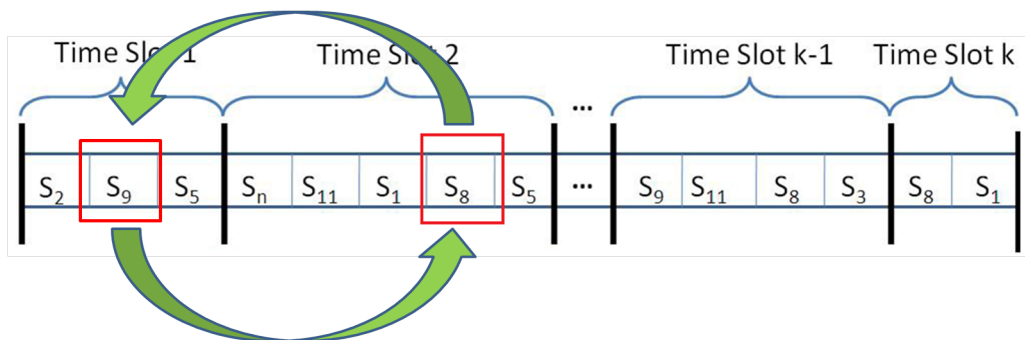 Time Slot 1 Time Slot 2 Time Slot k-1 Time Slot k
...
S2 S9 S5 Sn S11 S1 S8 S5 ... S9 S11 S8 S3 S8 S1